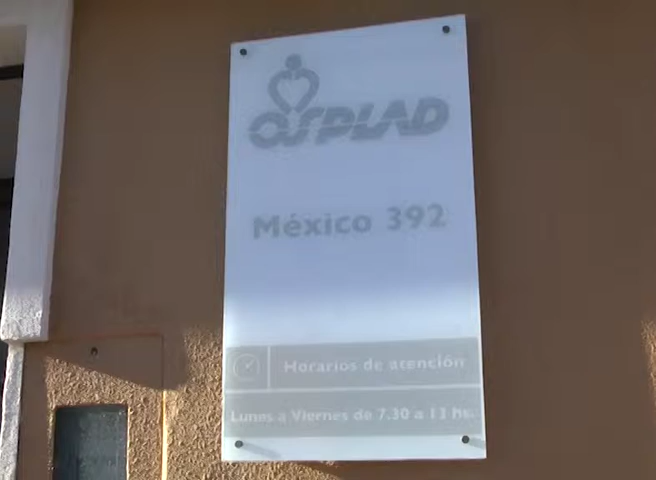 OSPLAD
México 392
Horarios de atención
Lunes a Viernes de 7.30 a 13 hs.